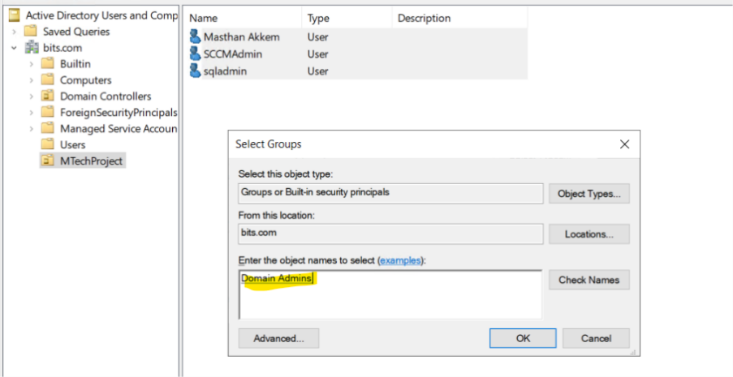 Active Directory Users and Comp
Saved Queries
bits.com
Builtin
Computers
Domain Controllers
ForeignSecurityPrincipals
Managed Service Accoun
Users
MTechProject
Name Type Description
Masthan Akkem User
SCCMAdmin User
sqladmin User
Select Groups
Select this object type:
Groups or Built-in security principals Object Types...
From this location:
bits.com Locations...
Enter the object names to select (examples):
Domain Admins Check Names
Advanced... OK Cancel